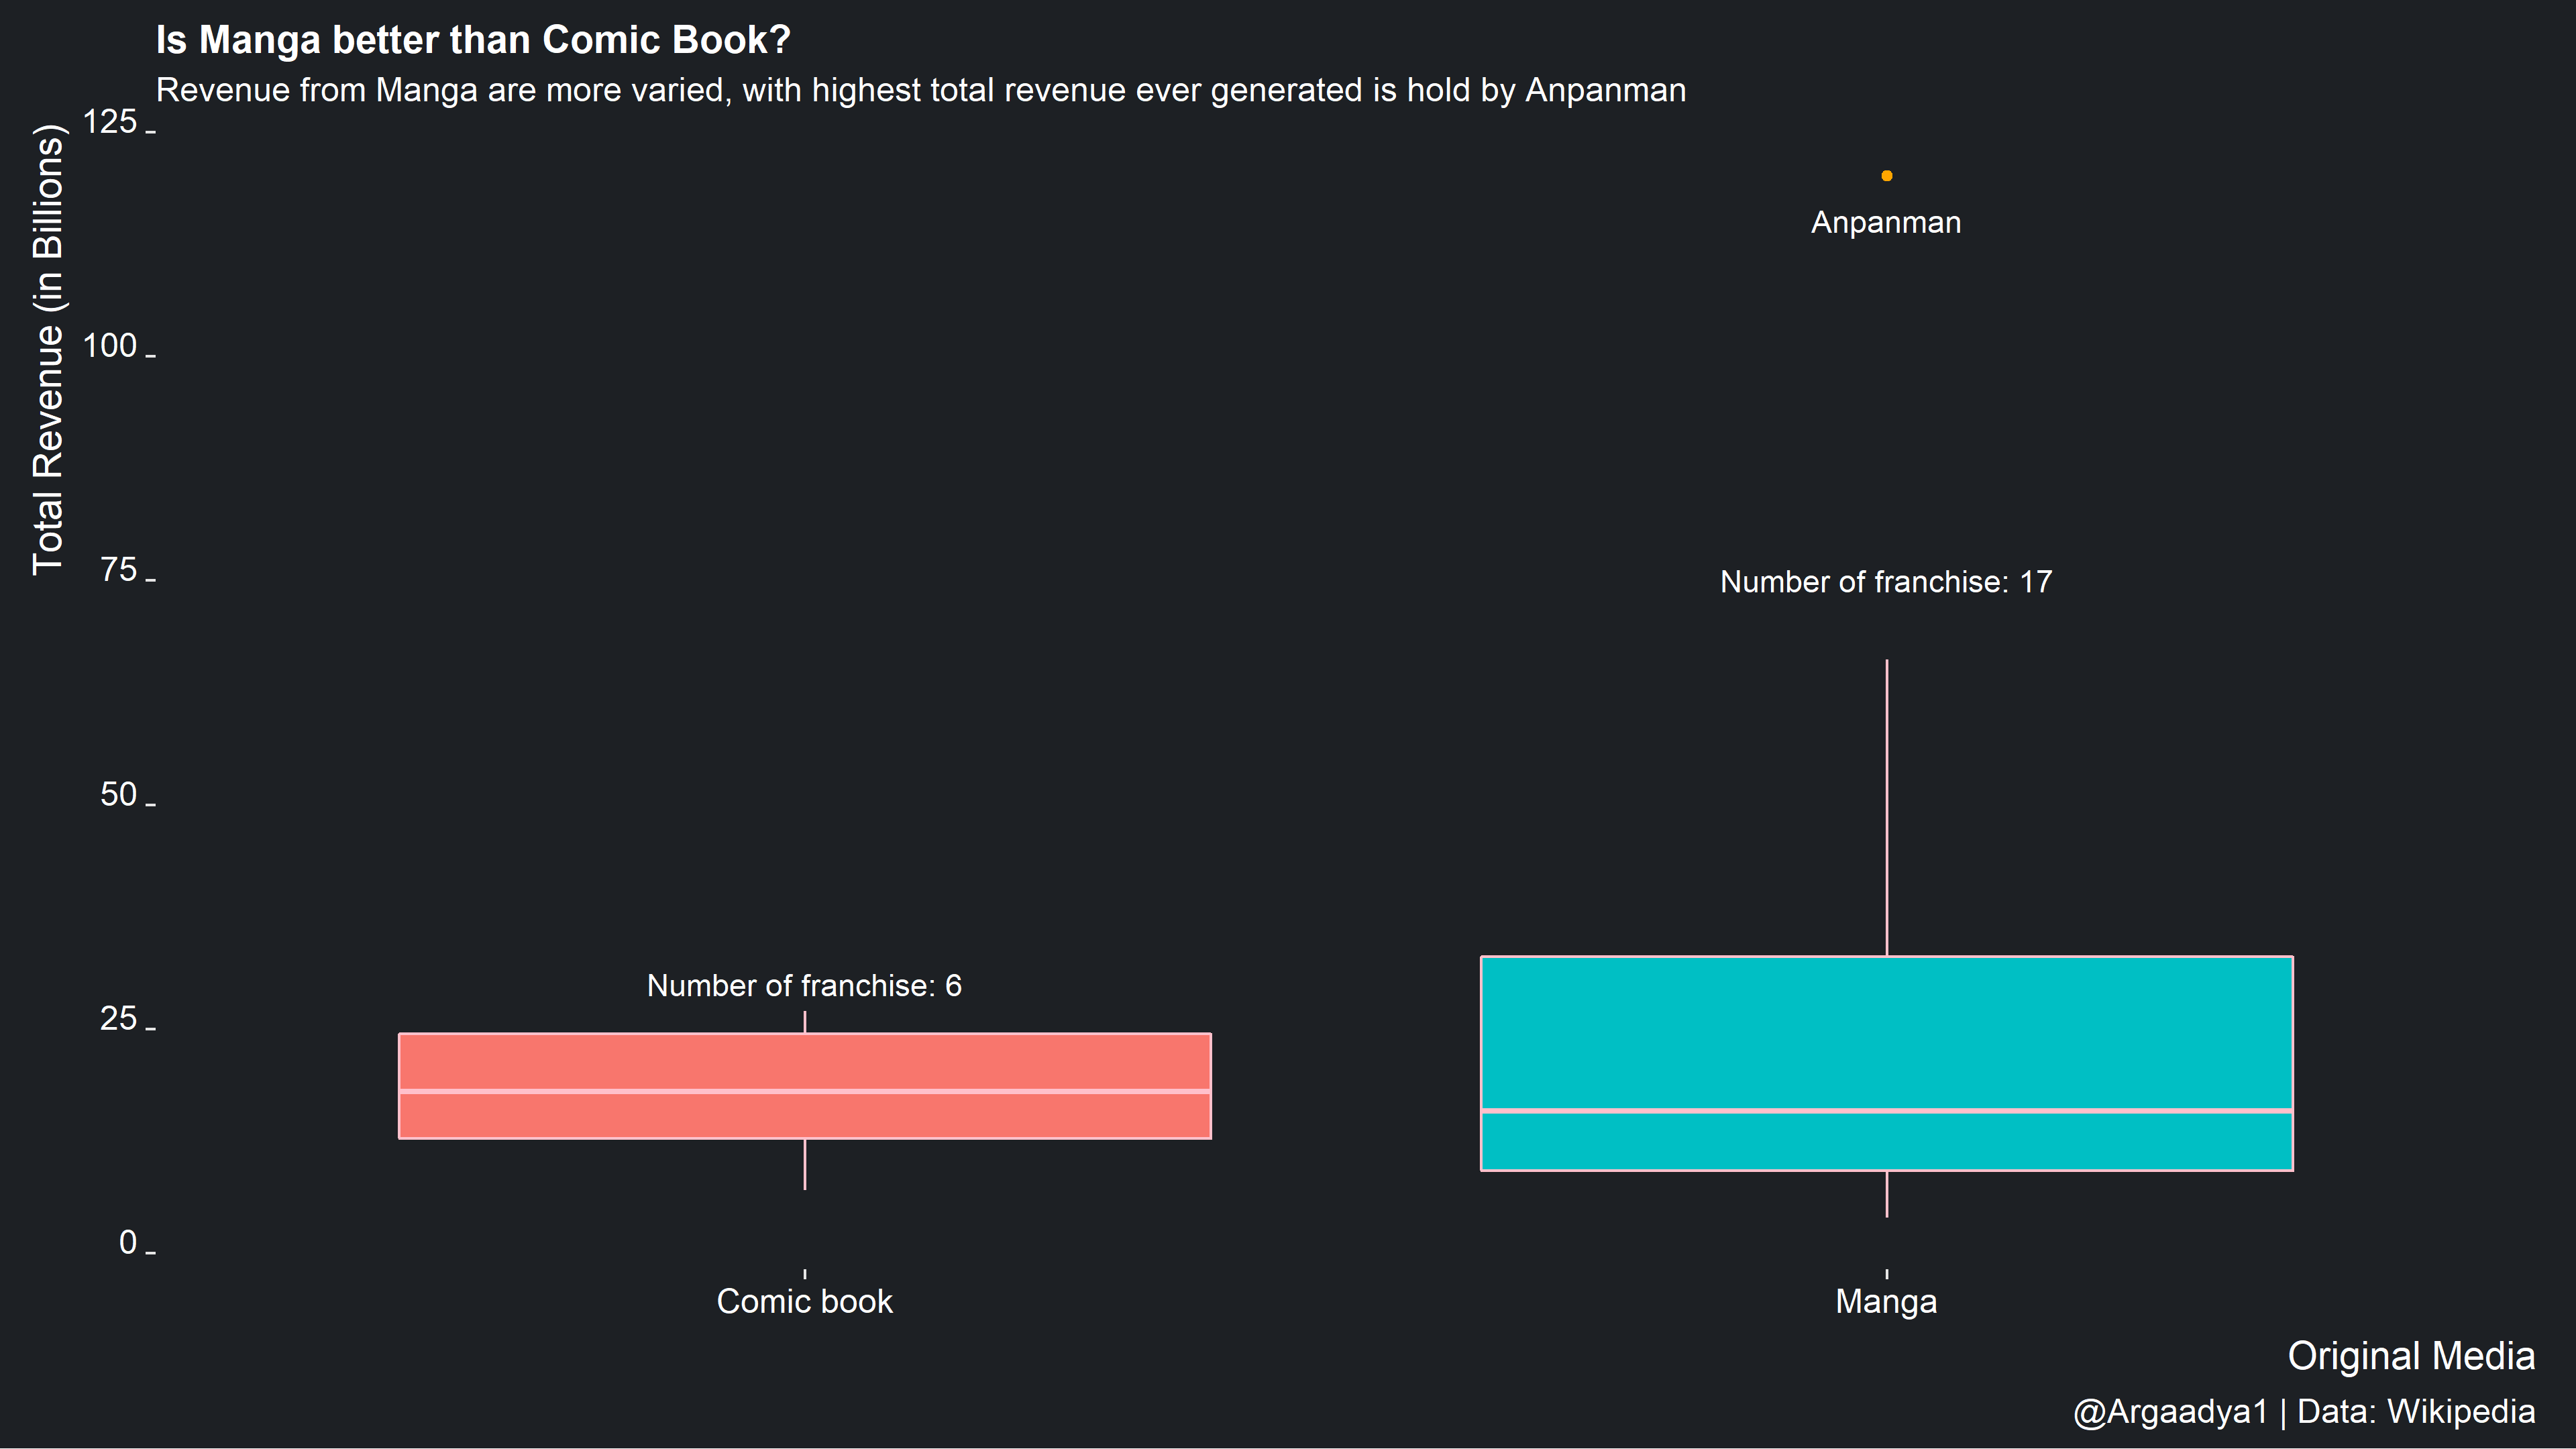 Is Manga better than Comic Book?
Revenue from Manga are more varied, with highest total revenue ever generated is hold by Anpanman
Total Revenue (in Billions)
125
100
75
50
25
0
Anpanman
Number of franchise: 17
Number of franchise: 6
Comic book
Manga
Original Media
@Argaadya1 | Data: Wikipedia